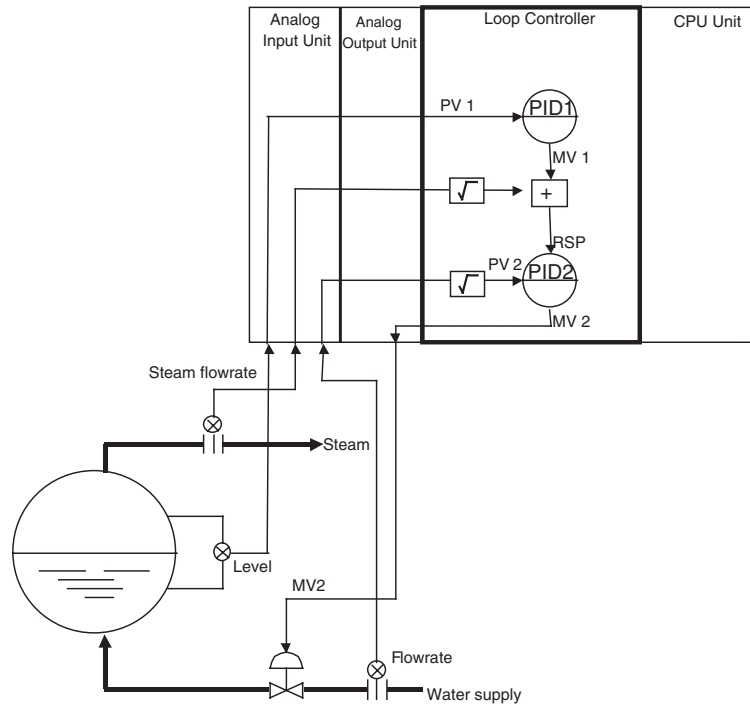 Analog
Input Unit
Analog
Output Unit
Loop Controller
CPU Unit
PV 1
PID1
MV 1
√
+
RSP
PV 2
√
PID2
MV 2
Steam flowrate
Steam
Level
MV2
Flowrate
Water supply